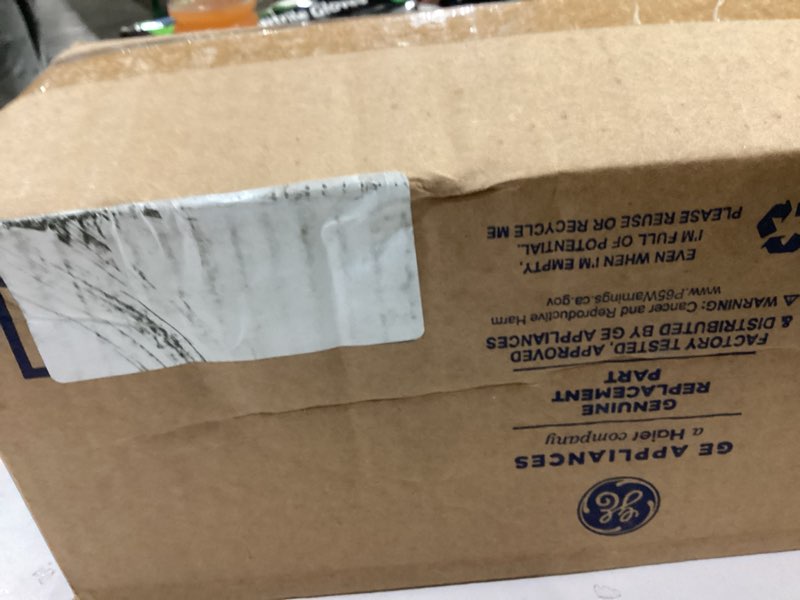 GE APPLIANCES
a Haier company
GENUINE
REPLACEMENT
PART
FACTORY TESTED, APPROVED
& DISTRIBUTED BY GE APPLIANCES
⚠ WARNING: Cancer and Reproductive Harm
www.P65Warnings.ca.gov
EVEN WHEN I'M EMPTY,
I'M FULL OF POTENTIAL.
PLEASE REUSE OR RECYCLE ME